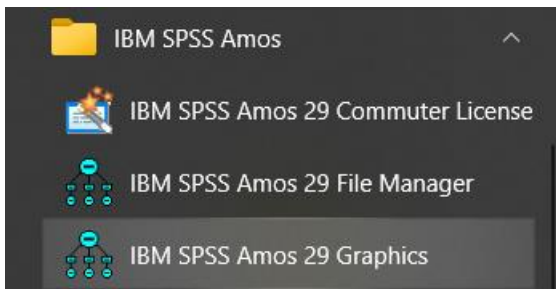 IBM SPSS Amos
IBM SPSS Amos 29 Commuter License
IBM SPSS Amos 29 File Manager
IBM SPSS Amos 29 Graphics